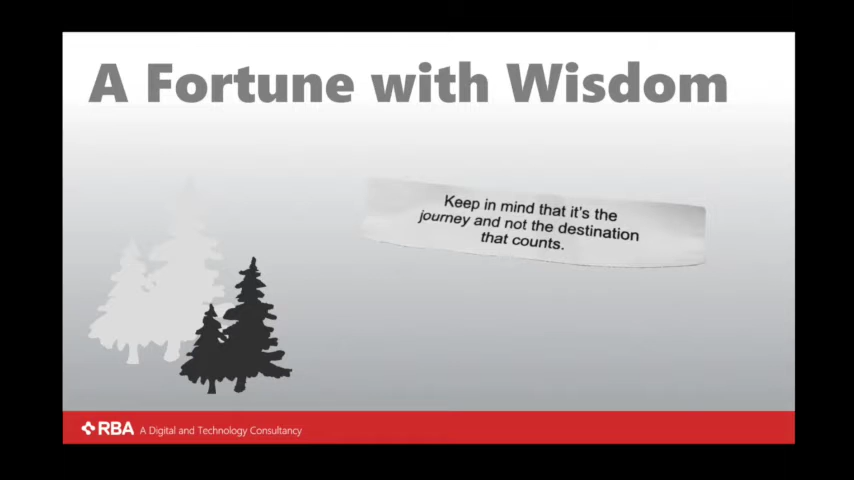 A Fortune with Wisdom
Keep in mind that it's the
journey and not the destination
that counts.
RBA A Digital and Technology Consultancy